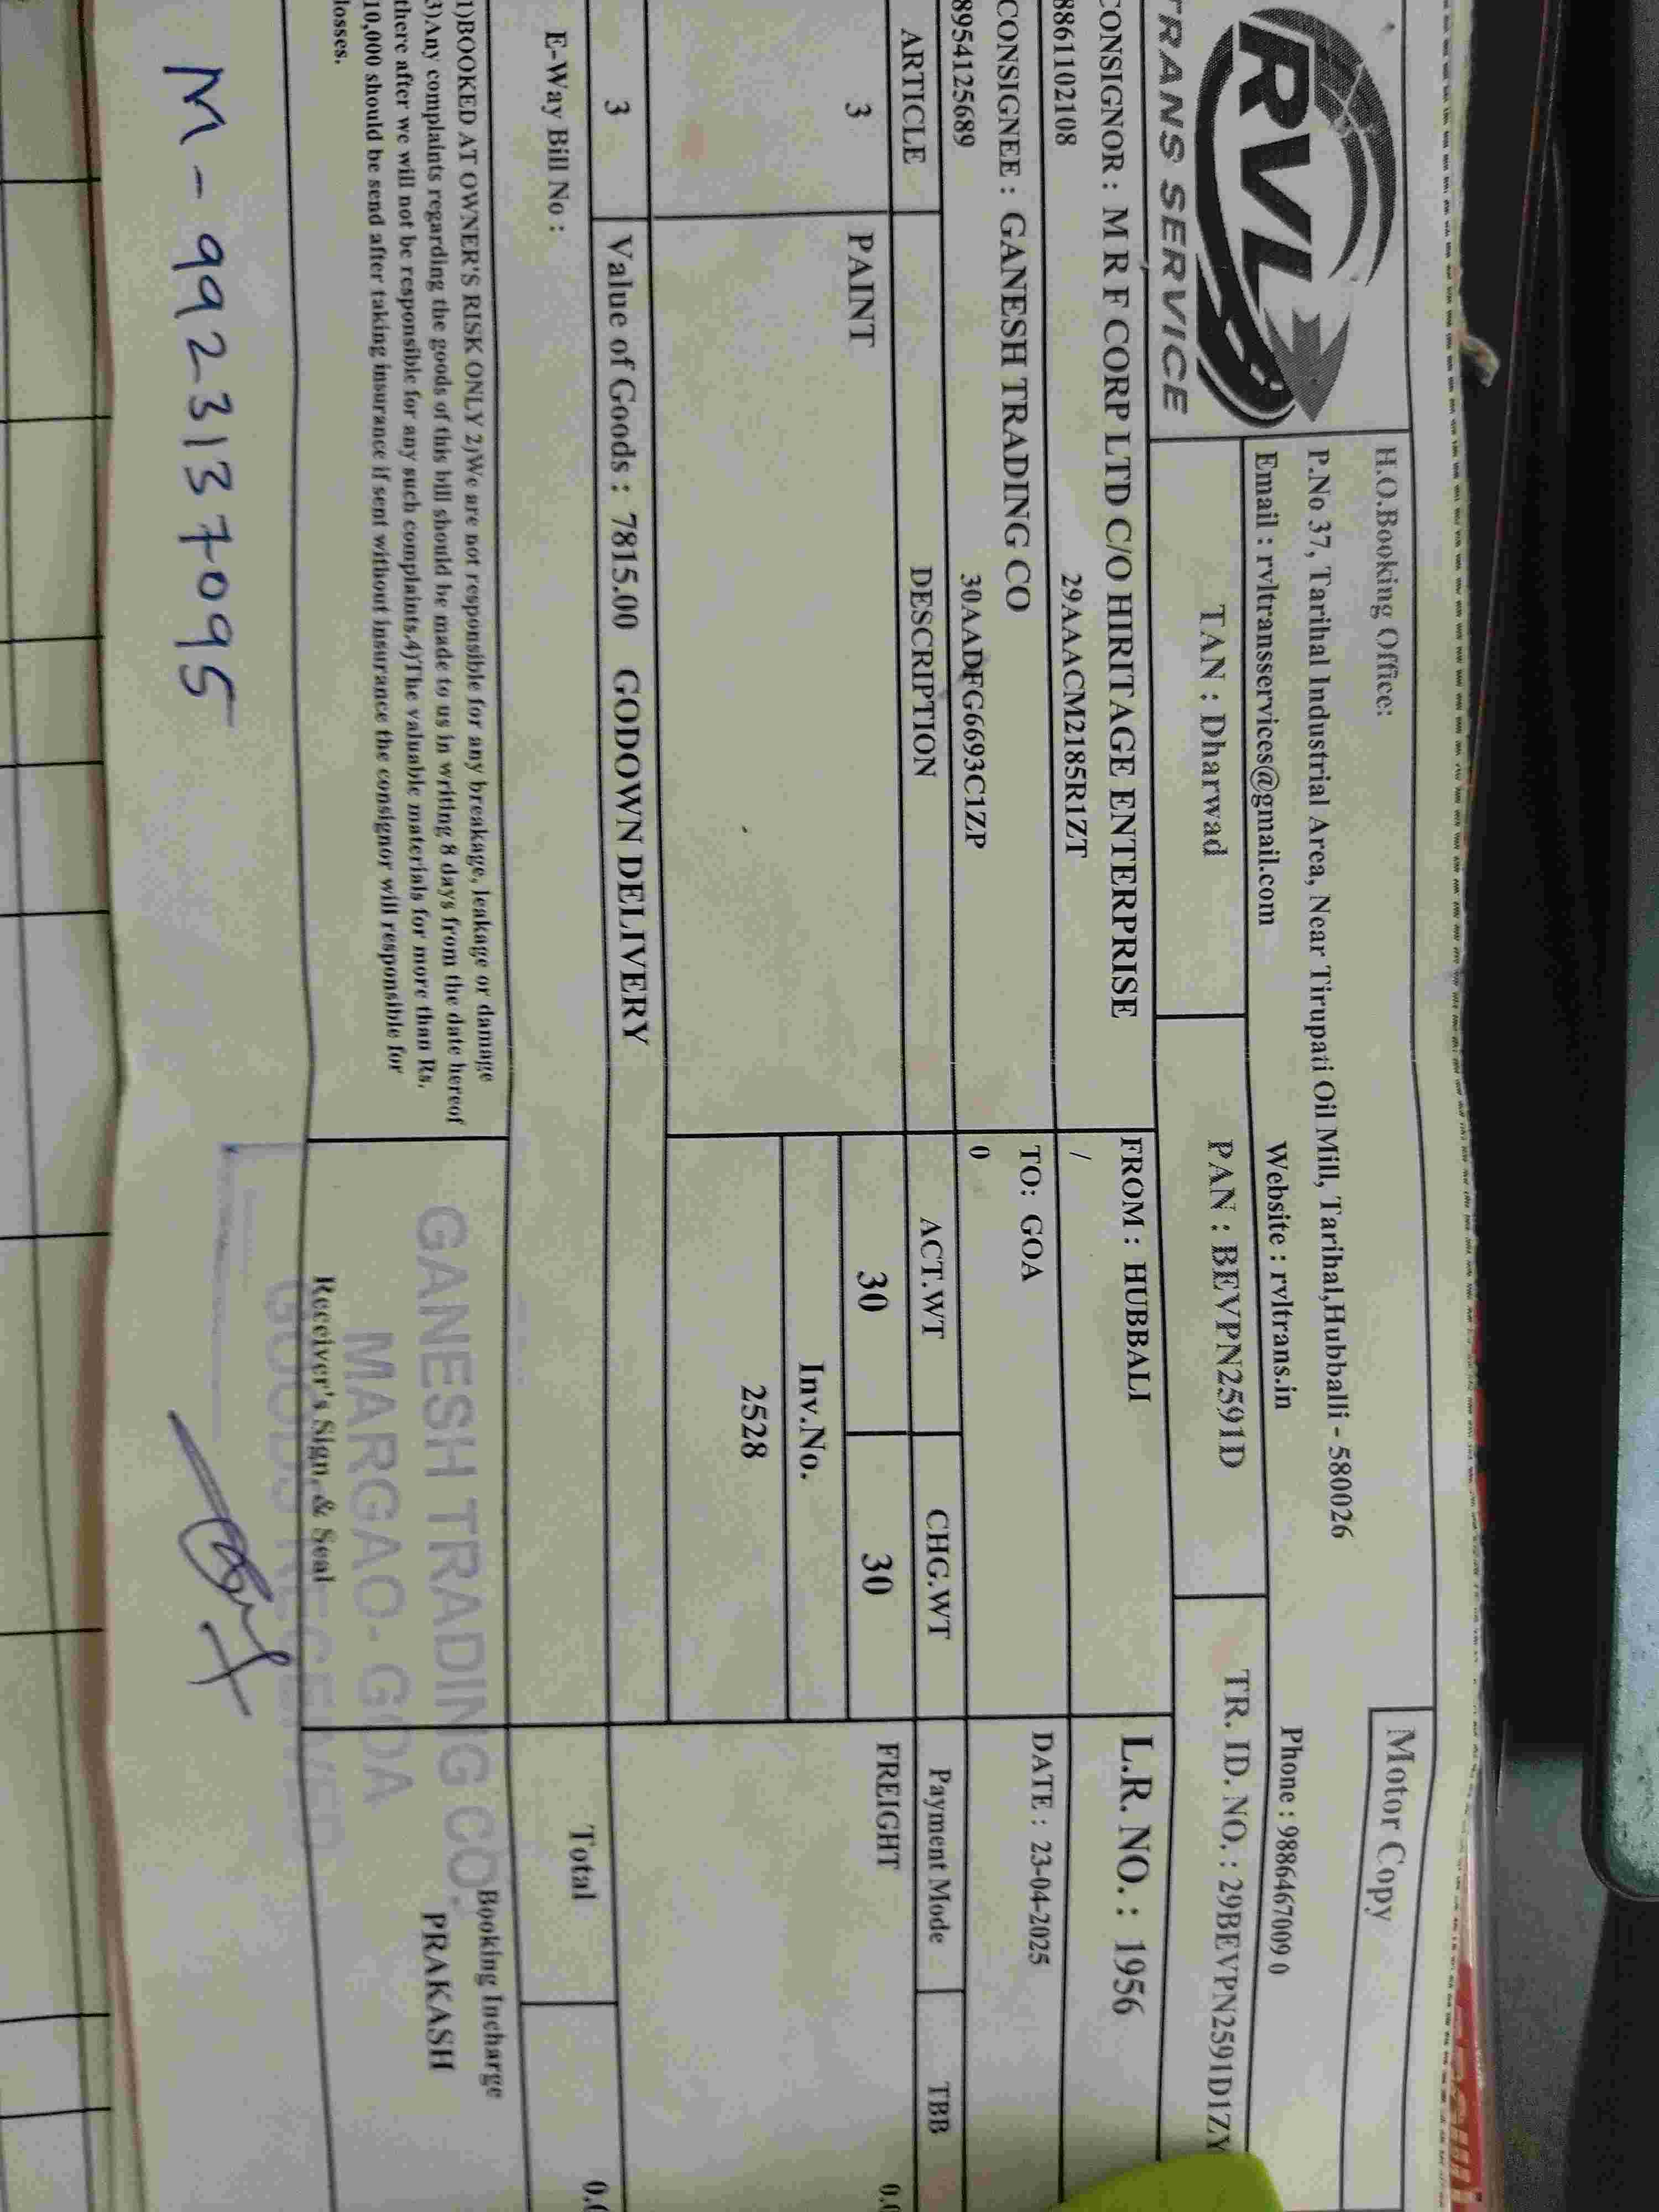 RVL
TRANS SERVICE
H.O.Booking Office:
Motor Copy
P.No 37, Tarihal Industrial Area, Near Tirupati Oil Mill, Tarihal,Hubballi - 580026
Email : rvltransservices@gmail.com Website : rvltrans.in Phone : 9886467009 0
TAN : Dharwad PAN : BEVPN2591D TR. ID. NO. : 29BEVPN2591D1ZY
CONSIGNOR : M R F CORP LTD C/O HIRITAGE ENTERPRISE FROM : HUBBALI L.R. NO. : 1956
8861102108 29AAACM2185R1ZT /
CONSIGNEE : GANESH TRADING CO TO: GOA DATE : 23-04-2025
8954125689 30AADFG6693C1ZP 0
ARTICLE DESCRIPTION ACT.WT CHG.WT Payment Mode TBB
3 PAINT 30 30 FREIGHT
Inv.No.
2528
3 Value of Goods : 7815.00 GODOWN DELIVERY
E-Way Bill No : Total
1)BOOKED AT OWNER'S RISK ONLY 2)We are not responsible for any breakage, leakage or damage
3)Any complaints regarding the goods of this bill should be made to us in writing 8 days from the date hereof
there after we will not be responsible for any such complaints.4)The valuable materials for more than Rs.
10,000 should be send after taking insurance if sent without insurance the consignor will responsible for
losses.
GANESH TRADING CO.
MARGAO- GOA
GOODS RECEIVED
Receiver's Sign. & Seal
Booking Incharge
PRAKASH
M - 9923137095